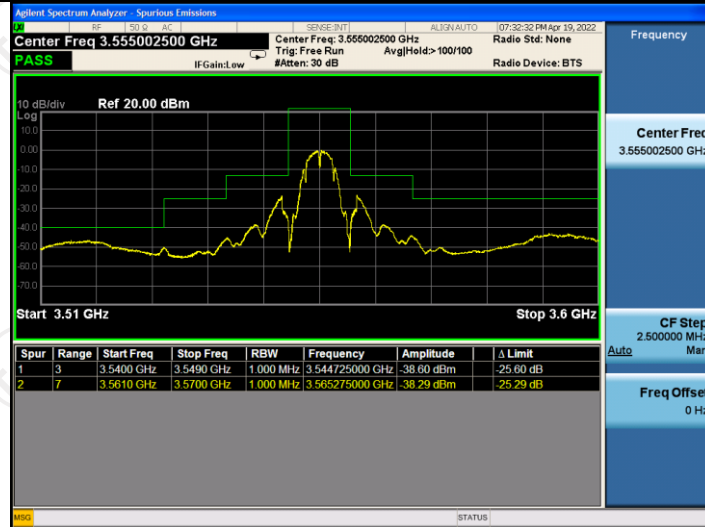 Agilent Spectrum Analyzer - Spurious Emissions
LXI RF 50 Ω AC SENSE:INT ALIGN AUTO 07:32:32 PM Apr 19, 2022
Center Freq 3.555002500 GHz
Center Freq: 3.555002500 GHz
Radio Std: None
Trig: Free Run Avg|Hold:>100/100
PASS IFGain:Low #Atten: 30 dB Radio Device: BTS
10 dB/div Ref 20.00 dBm
Log
10.0
0.00
-10.0
-20.0
-30.0
-40.0
-50.0
-60.0
-70.0
Start 3.51 GHz Stop 3.6 GHz
Spur Range Start Freq Stop Freq RBW Frequency Amplitude Δ Limit
1 3 3.5400 GHz 3.5490 GHz 1.000 MHz 3.544725000 GHz -38.60 dBm -25.60 dB
2 7 3.5610 GHz 3.5700 GHz 1.000 MHz 3.565275000 GHz -38.29 dBm -25.29 dB
MSG STATUS
Frequency
Center Freq
3.555002500 GHz
CF Step
2.500000 MHz
Auto Man
Freq Offset
0 Hz